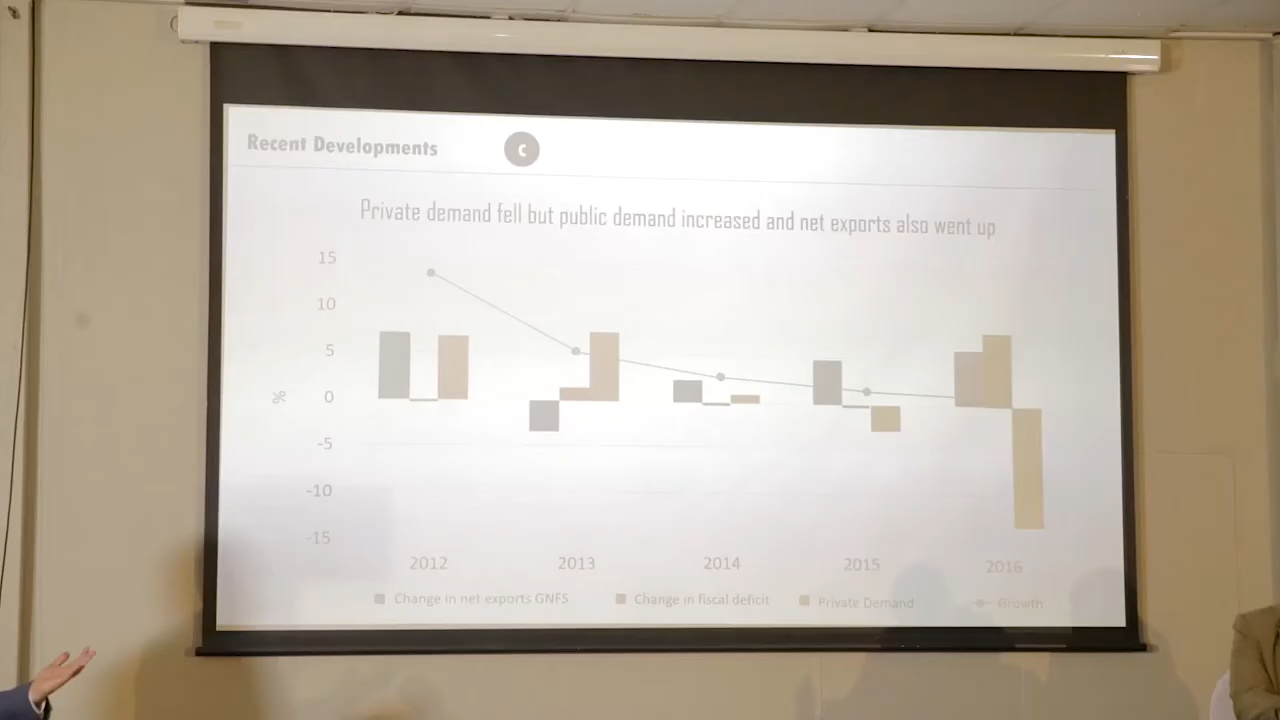 Recent Developments
C
Private demand fell but public demand increased and net exports also went up
15
10
5
%
0
-5
-10
-15
2012 2013 2014 2015 2016
Change in net exports GNFS Change in fiscal deficit Private Demand Growth